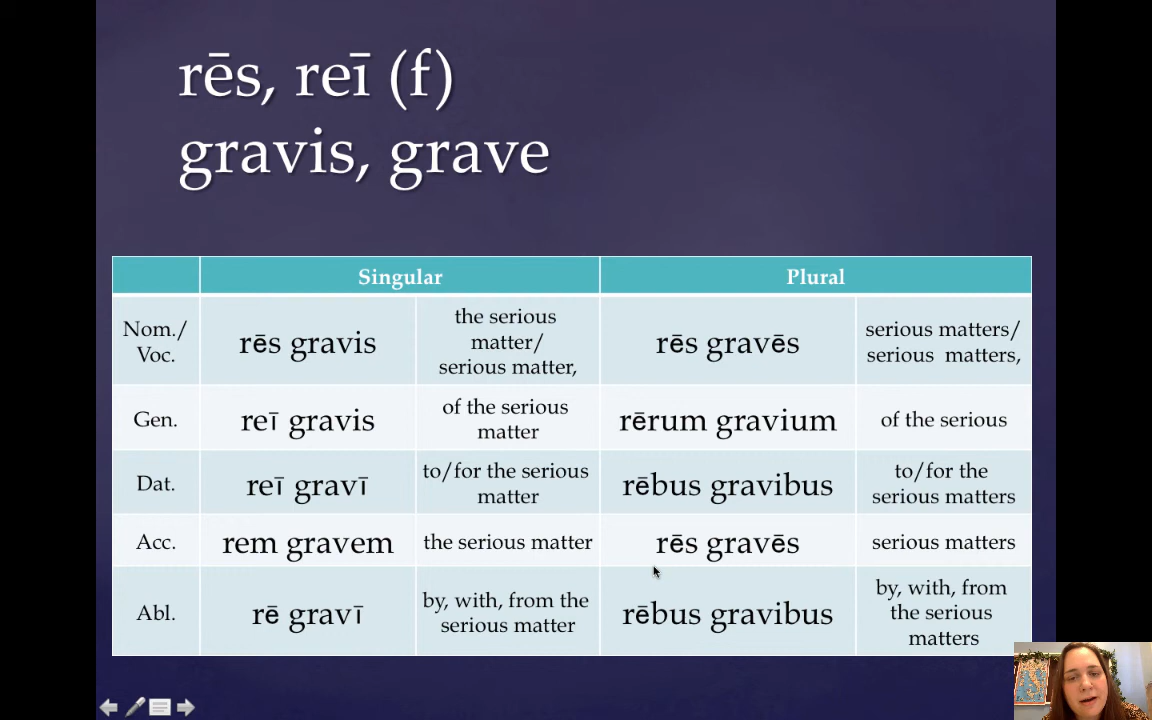 rēs, reī (f)
gravis, grave
Singular
Plural
Nom./
Voc.
rēs gravis
the serious
matter/
serious matter,
rēs gravēs
serious matters/
serious matters,
Gen.
reī gravis
of the serious
matter
rērum gravium
of the serious
Dat.
reī gravī
to/for the serious
matter
rēbus gravibus
to/for the
serious matters
Acc.
rem gravem
the serious matter
rēs gravēs
serious matters
Abl.
rē gravī
by, with, from the
serious matter
rēbus gravibus
by, with, from
the serious
matters